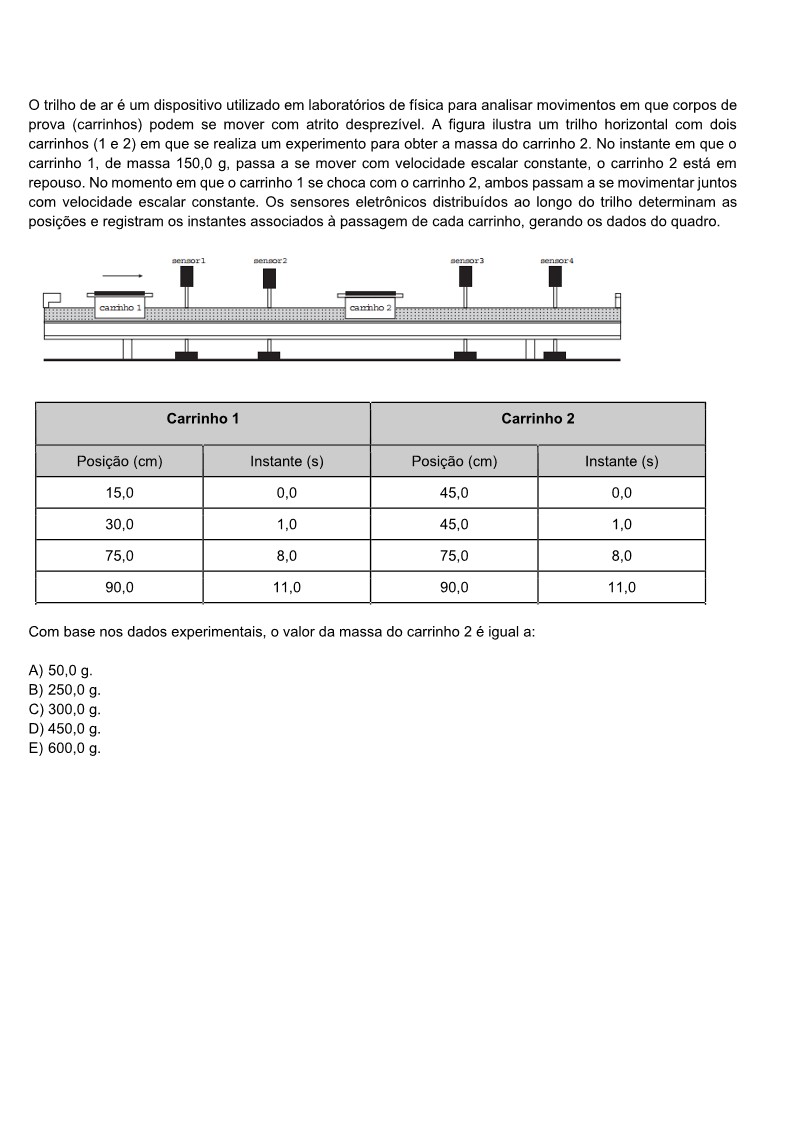 O trilho de ar é um dispositivo utilizado em laboratórios de física para analisar movimentos em que corpos de
prova (carrinhos) podem se mover com atrito desprezível. A figura ilustra um trilho horizontal com dois
carrinhos (1 e 2) em que se realiza um experimento para obter a massa do carrinho 2. No instante em que o
carrinho 1, de massa 150,0 g, passa a se mover com velocidade escalar constante, o carrinho 2 está em
repouso. No momento em que o carrinho 1 se choca com o carrinho 2, ambos passam a se movimentar juntos
com velocidade escalar constante. Os sensores eletrônicos distribuídos ao longo do trilho determinam as
posições e registram os instantes associados à passagem de cada carrinho, gerando os dados do quadro.
sensor1 sensor2 sensor3 sensor4
carrinho 1 carrinho 2
Carrinho 1 Carrinho 2
Posição (cm) Instante (s) Posição (cm) Instante (s)
15,0 0,0 45,0 0,0
30,0 1,0 45,0 1,0
75,0 8,0 75,0 8,0
90,0 11,0 90,0 11,0
Com base nos dados experimentais, o valor da massa do carrinho 2 é igual a:
A) 50,0 g.
B) 250,0 g.
C) 300,0 g.
D) 450,0 g.
E) 600,0 g.